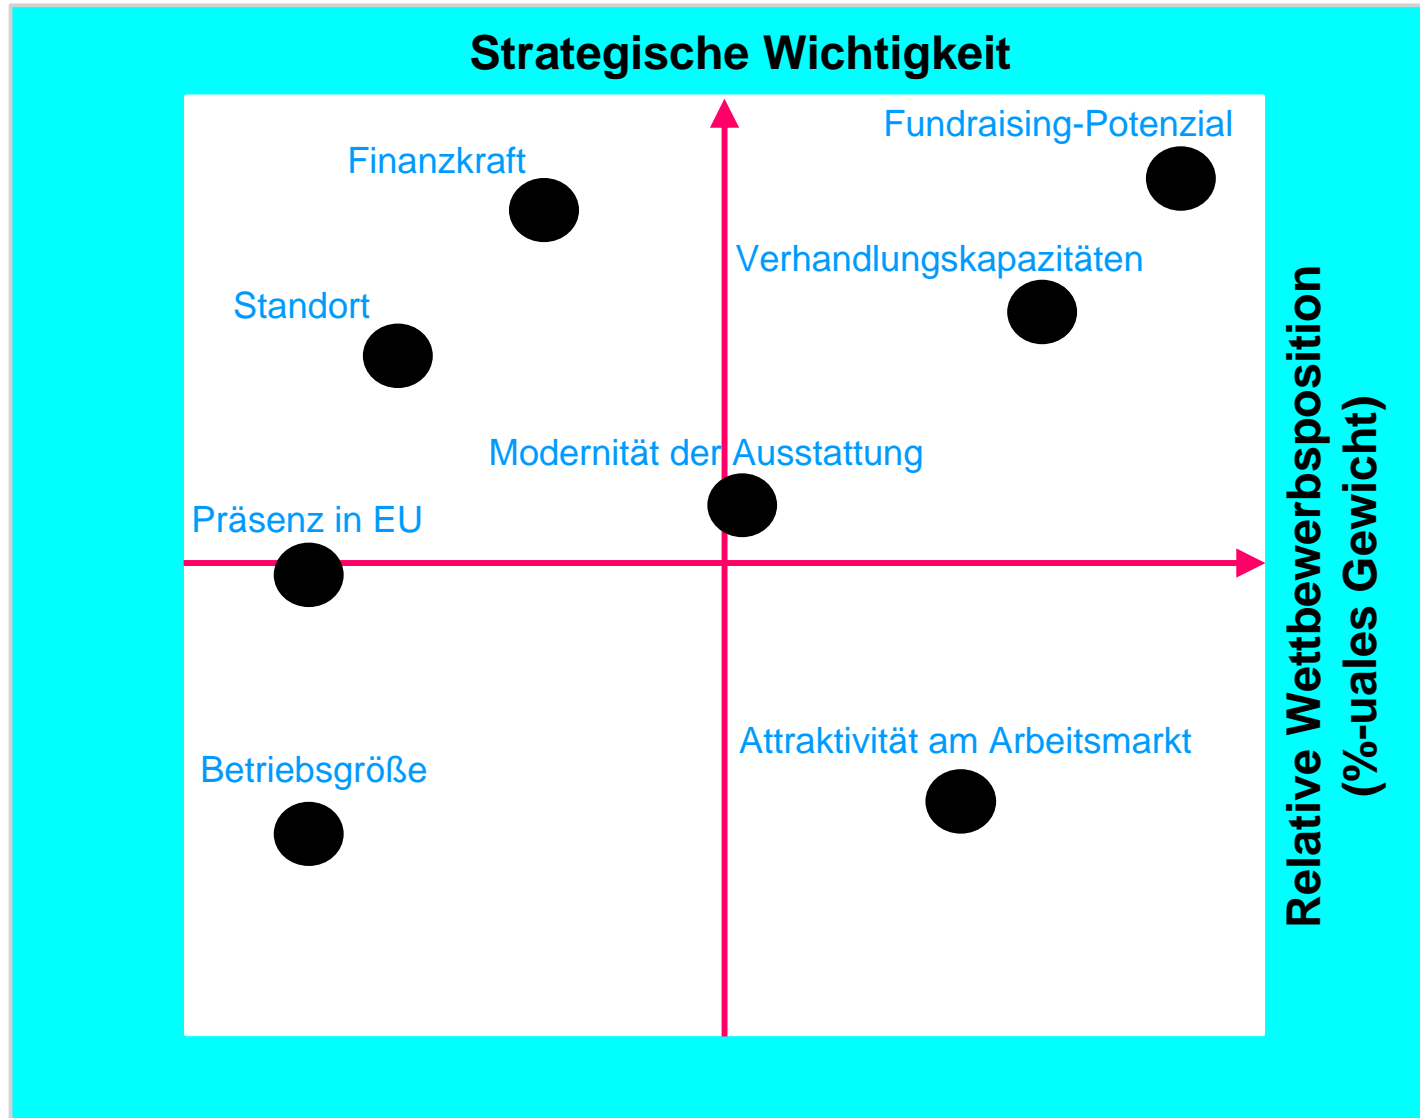 Strategische Wichtigkeit
Fundraising-Potenzial
Finanzkraft
Verhandlungskapazitäten
Standort
Modernität der Ausstattung
Präsenz in EU
Attraktivität am Arbeitsmarkt
Betriebsgröße
Relative Wettbewerbsposition
(%-uales Gewicht)